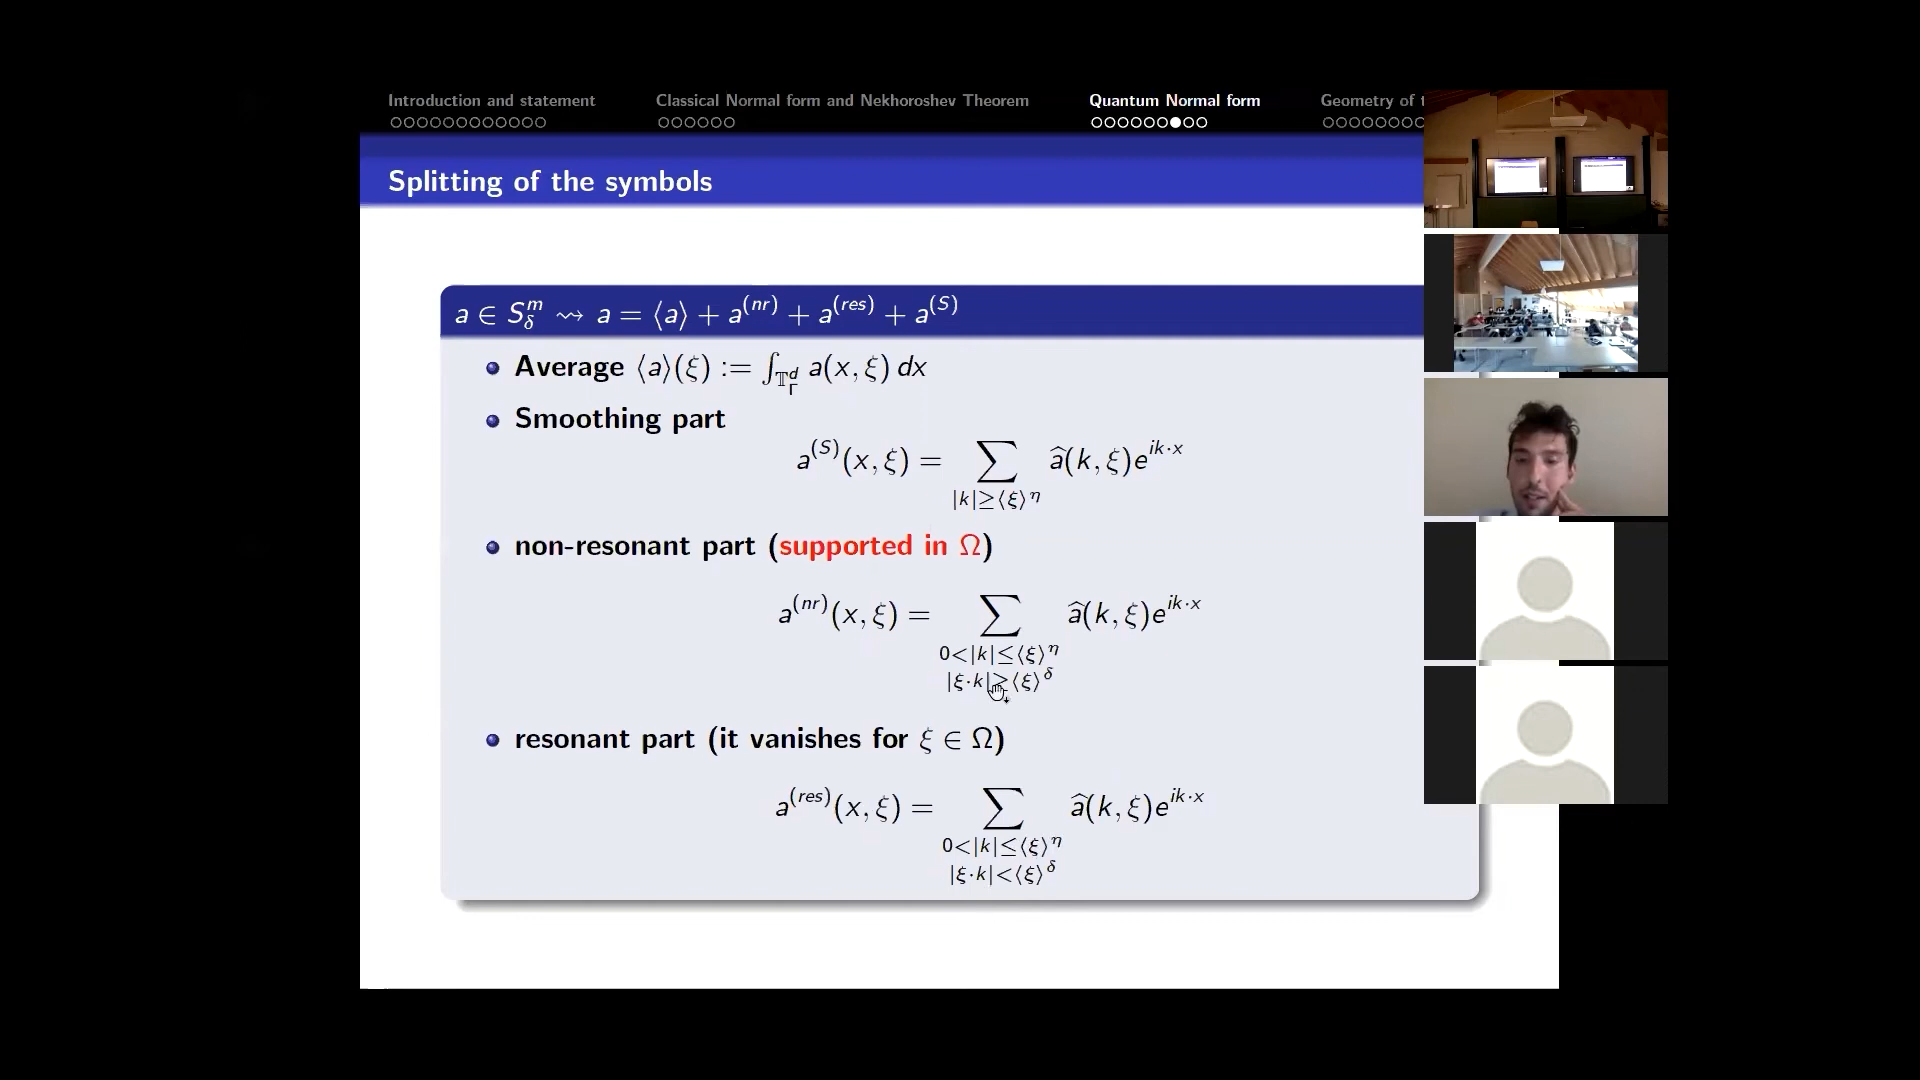 Introduction and statement Classical Normal form and Nekhoroshev Theorem Quantum Normal form Geometry of t
Splitting of the symbols
a ∈ S^m_δ ⇝ a = ⟨a⟩ + a^(nr) + a^(res) + a^(S)
Average ⟨a⟩(ξ) := ∫_{𝕋^d_Γ} a(x, ξ) dx
Smoothing part
a^(S)(x, ξ) = ∑_{|k|≥⟨ξ⟩^η} â(k, ξ)e^{ik·x}
non-resonant part (supported in Ω)
a^(nr)(x, ξ) = ∑_{0<|k|≤⟨ξ⟩^η, |ξ·k|≥⟨ξ⟩^δ} â(k, ξ)e^{ik·x}
resonant part (it vanishes for ξ ∈ Ω)
a^(res)(x, ξ) = ∑_{0<|k|≤⟨ξ⟩^η, |ξ·k|<⟨ξ⟩^δ} â(k, ξ)e^{ik·x}